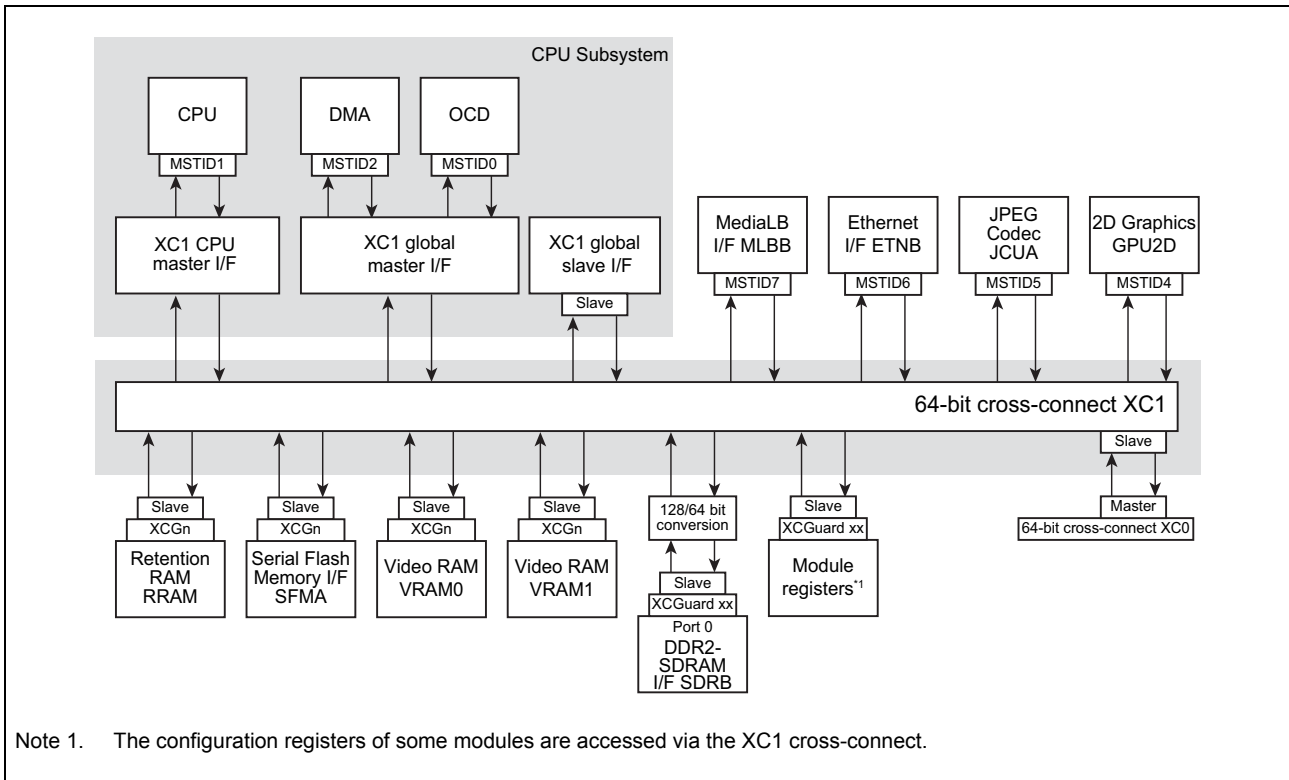 CPU Subsystem
CPU
MSTID1
DMA
MSTID2
OCD
MSTID0
XC1 CPU
master I/F
XC1 global
master I/F
XC1 global
slave I/F
Slave
MediaLB
I/F MLBB
MSTID7
Ethernet
I/F ETNB
MSTID6
JPEG
Codec
JCUA
MSTID5
2D Graphics
GPU2D
MSTID4
64-bit cross-connect XC1
Slave
Master
64-bit cross-connect XC0
Slave
XCGn
Retention
RAM
RRAM
Slave
XCGn
Serial Flash
Memory I/F
SFMA
Slave
XCGn
Video RAM
VRAM0
Slave
XCGn
Video RAM
VRAM1
128/64 bit
conversion
Slave
XCGuard xx
Port 0
DDR2-
SDRAM
I/F SDRB
Slave
XCGuard xx
Module
registers*1
Note 1. The configuration registers of some modules are accessed via the XC1 cross-connect.